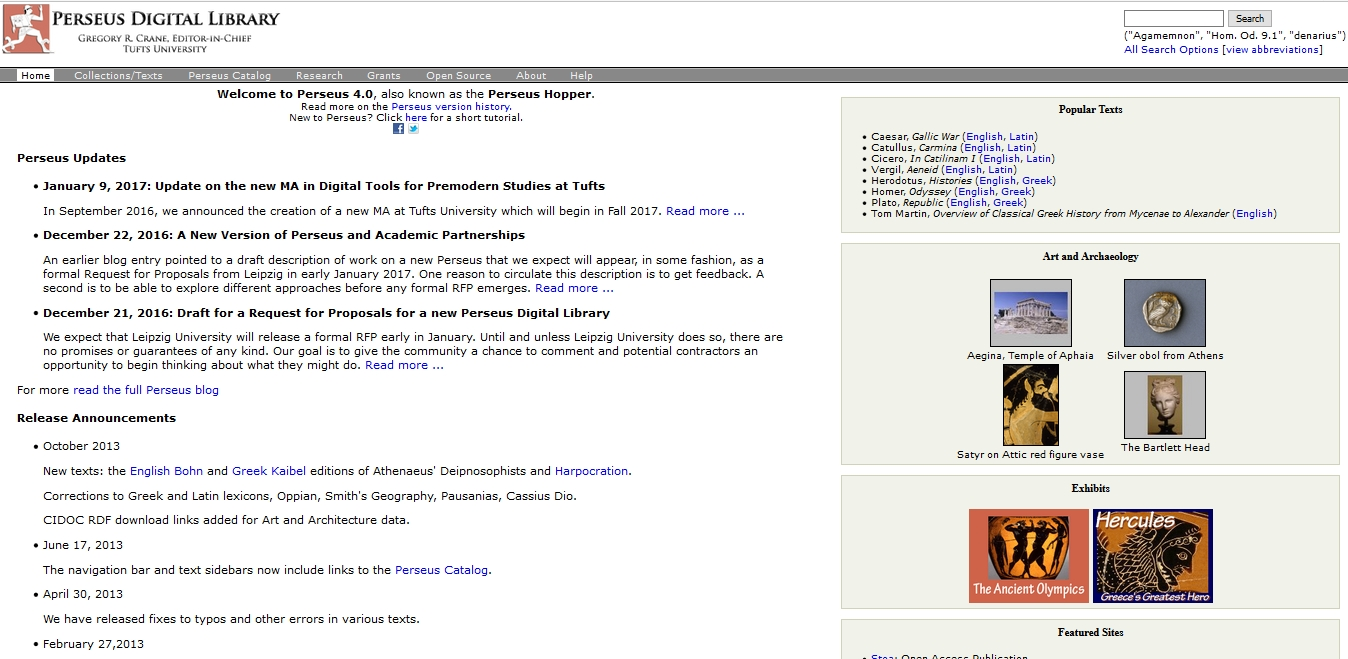 PERSEUS DIGITAL LIBRARY
GREGORY R. CRANE, EDITOR-IN-CHIEF
TUFTS UNIVERSITY
Search
("Agamemnon", "Hom. Od. 9.1", "denarius")
All Search Options [view abbreviations]
Home Collections/Texts Perseus Catalog Research Grants Open Source About Help
Welcome to Perseus 4.0, also known as the Perseus Hopper.
Read more on the Perseus version history.
New to Perseus? Click here for a short tutorial.
Perseus Updates
• January 9, 2017: Update on the new MA in Digital Tools for Premodern Studies at Tufts
In September 2016, we announced the creation of a new MA at Tufts University which will begin in Fall 2017. Read more ...
• December 22, 2016: A New Version of Perseus and Academic Partnerships
An earlier blog entry pointed to a draft description of work on a new Perseus that we expect will appear, in some fashion, as a
formal Request for Proposals from Leipzig in early January 2017. One reason to circulate this description is to get feedback. A
second is to be able to explore different approaches before any formal RFP emerges. Read more ...
• December 21, 2016: Draft for a Request for Proposals for a new Perseus Digital Library
We expect that Leipzig University will release a formal RFP early in January. Until and unless Leipzig University does so, there are
no promises or guarantees of any kind. Our goal is to give the community a chance to comment and potential contractors an
opportunity to begin thinking about what they might do. Read more ...
For more read the full Perseus blog
Release Announcements
• October 2013
New texts: the English Bohn and Greek Kaibel editions of Athenaeus' Deipnosophists and Harpocration.
Corrections to Greek and Latin lexicons, Oppian, Smith's Geography, Pausanias, Cassius Dio.
CIDOC RDF download links added for Art and Architecture data.
• June 17, 2013
The navigation bar and text sidebars now include links to the Perseus Catalog.
• April 30, 2013
We have released fixes to typos and other errors in various texts.
• February 27,2013
Popular Texts
• Caesar, Gallic War (English, Latin)
• Catullus, Carmina (English, Latin)
• Cicero, In Catilinam I (English, Latin)
• Vergil, Aeneid (English, Latin)
• Herodotus, Histories (English, Greek)
• Homer, Odyssey (English, Greek)
• Plato, Republic (English, Greek)
• Tom Martin, Overview of Classical Greek History from Mycenae to Alexander (English)
Art and Archaeology
Aegina, Temple of Aphaia Silver obol from Athens
Satyr on Attic red figure vase The Bartlett Head
Exhibits
The Ancient Olympics
Hercules
Greece's Greatest Hero
Featured Sites
• Stoa: Open Access Publication